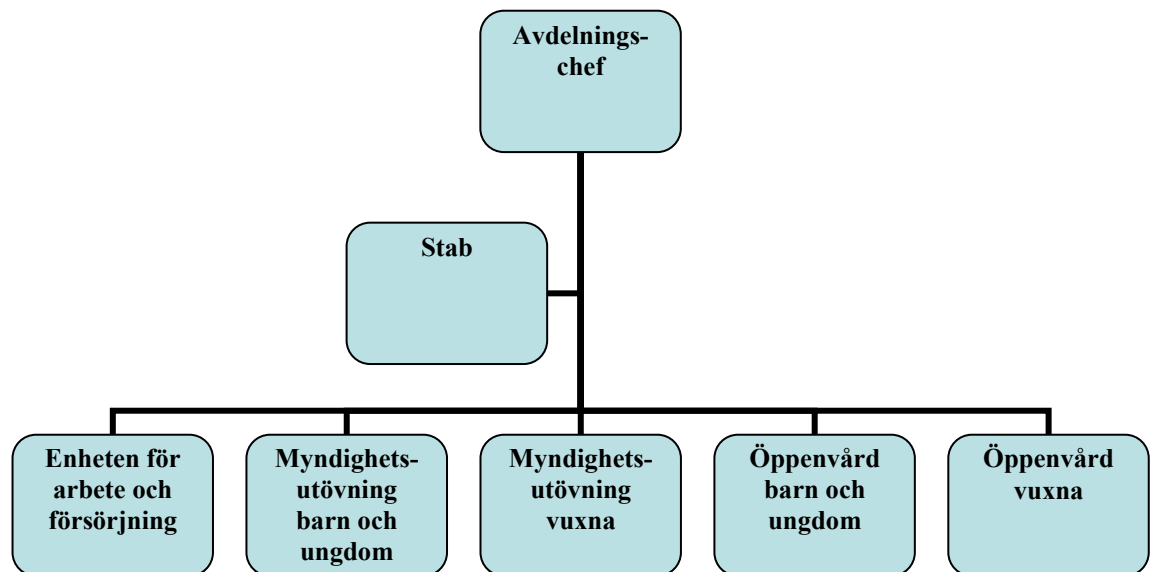 Avdelnings-
chef
Stab
Enheten för
arbete och
försörjning
Myndighets-
utövning
barn och
ungdom
Myndighets-
utövning
vuxna
Öppenvård
barn och
ungdom
Öppenvård
vuxna